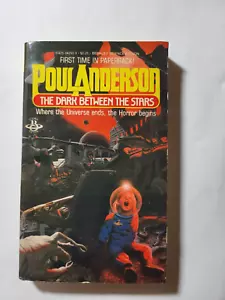 FIRST TIME IN PAPERBACK!
POUL ANDERSON
THE DARK BETWEEN THE STARS
Where the Universe ends, the Horror begins